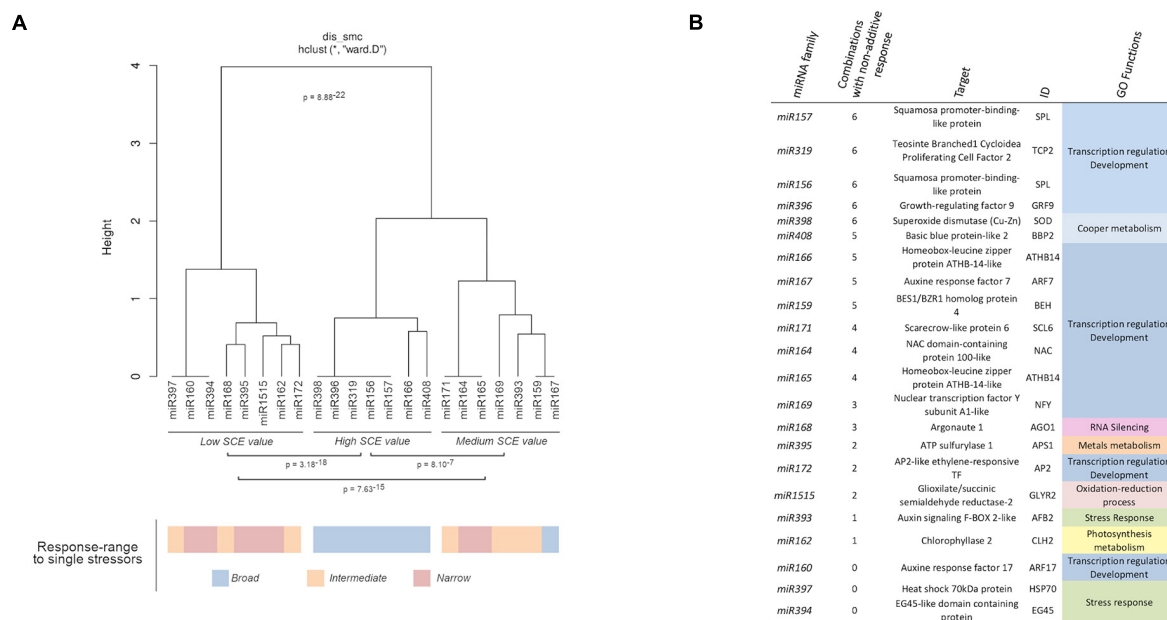 A
dis_smc
hclust (*, "ward.D")
Height
4
3
2
1
0
p = 8.88-22
miR397
miR160
miR394
miR168
miR395
miR1515
miR162
miR172
miR398
miR396
miR319
miR156
miR157
miR166
miR408
miR171
miR164
miR165
miR169
miR393
miR159
miR167
Low SCE value
High SCE value
Medium SCE value
p = 3.18-18
p = 8.10-7
p = 7.63-15
Response-range
to single stressors
Broad
Intermediate
Narrow
B
miRNA family
Combinations
with non-additive
response
Target
ID
GO Functions
miR157 6 Squamosa promoter-binding-
like protein SPL
miR319 6 Teosinte Branched1 Cycloidea
Proliferating Cell Factor 2 TCP2
Transcription regulation
Development
miR156 6 Squamosa promoter-binding-
like protein SPL
miR396 6 Growth-regulating factor 9 GRF9
miR398 6 Superoxide dismutase (Cu-Zn) SOD
Cooper metabolism
miR408 5 Basic blue protein-like 2 BBP2
miR166 5 Homeobox-leucine zipper
protein ATHB-14-like ATHB14
miR167 5 Auxine response factor 7 ARF7
miR159 5 BES1/BZR1 homolog protein
4 BEH
miR171 4 Scarecrow-like protein 6 SCL6
Transcription regulation
Development
miR164 4 NAC domain-containing
protein 100-like NAC
miR165 4 Homeobox-leucine zipper
protein ATHB-14-like ATHB14
miR169 3 Nuclear transcription factor Y
subunit A1-like NFY
miR168 3 Argonaute 1 AGO1 RNA Silencing
miR395 2 ATP sulfurylase 1 APS1 Metals metabolism
miR172 2 AP2-like ethylene-responsive
TF AP2 Transcription regulation
Development
miR1515 2 Glioxilate/succinic
semialdehyde reductase-2 GLYR2 Oxidation-reduction
process
miR393 1 Auxin signaling F-BOX 2-like AFB2 Stress Response
miR162 1 Chlorophyllase 2 CLH2 Photosynthesis
metabolism
miR160 0 Auxine response factor 17 ARF17 Transcription regulation
Development
miR397 0 Heat shock 70kDa protein HSP70
Stress response
miR394 0 EG45-like domain containing
protein EG45